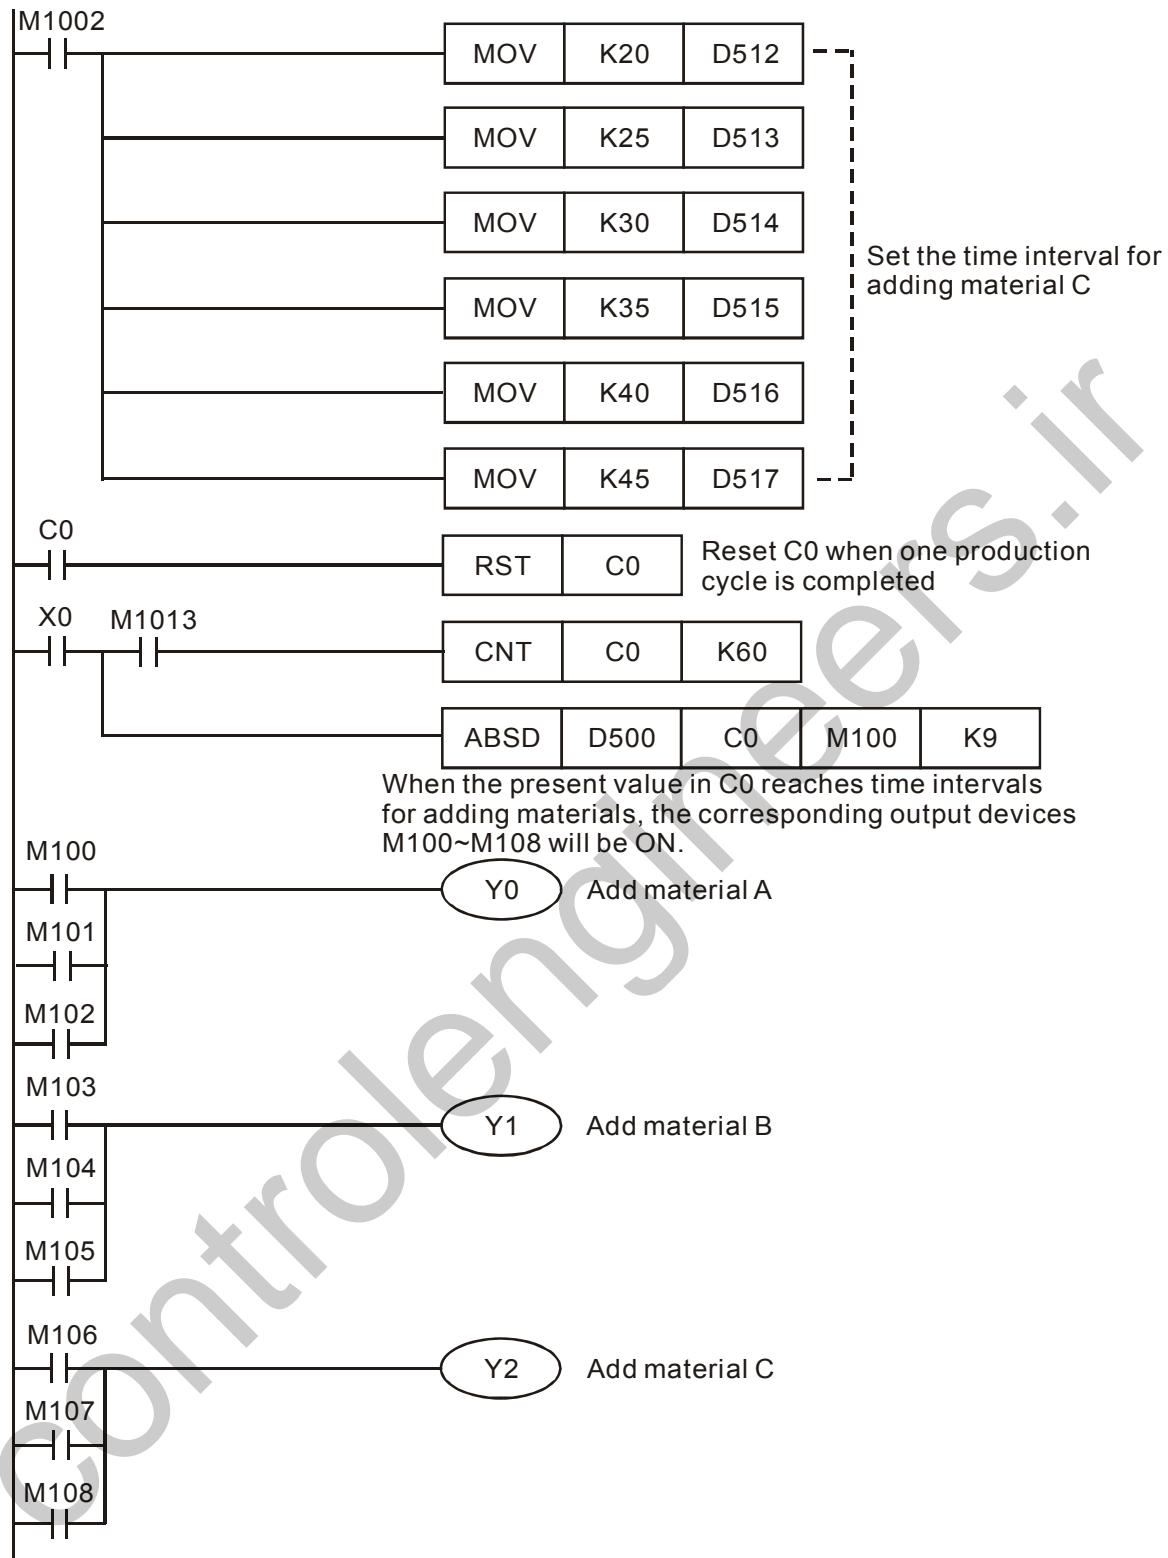 M1002
MOV K20 D512
MOV K25 D513
MOV K30 D514
Set the time interval for
adding material C
MOV K35 D515
MOV K40 D516
MOV K45 D517
C0
RST C0
Reset C0 when one production
cycle is completed
X0 M1013
CNT C0 K60
ABSD D500 C0 M100 K9
When the present value in C0 reaches time intervals
for adding materials, the corresponding output devices
M100~M108 will be ON.
M100
Y0 Add material A
M101
M102
M103
Y1 Add material B
M104
M105
M106
Y2 Add material C
M107
M108
controlengineers.ir